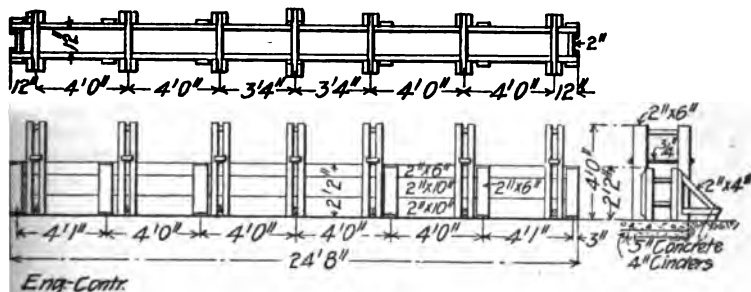 12"
2"
12" 4'0" 4'0" 3'4" 3'4" 4'0" 4'0" 12"
2"x6"
3/4"
4'0"
2'2"
2"x6"
2"x10" 2"x6"
2"x10"
2'2"
2"x4"
4'1" 4'0" 4'0" 4'0" 4'0" 4'1" 3"
5"Concrete
4"Cinders
24'8"
Eng-Contr.